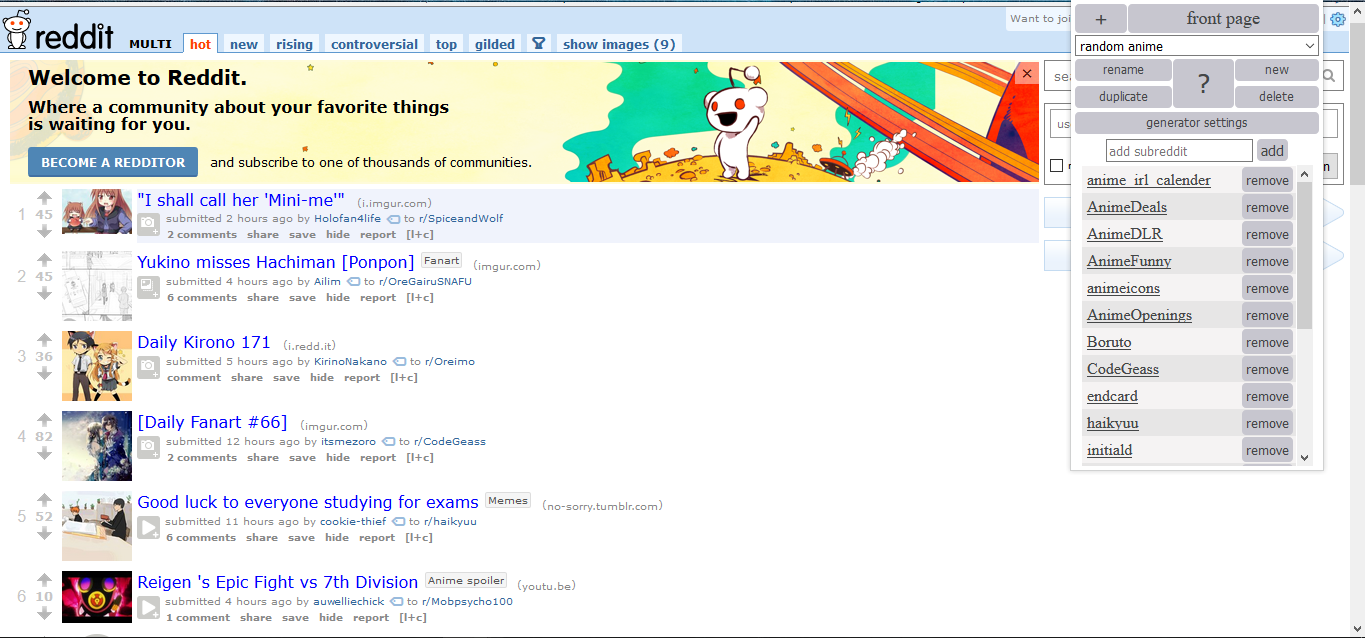 reddit MULTI hot new rising controversial top gilded show images (9)
Want to joi
Welcome to Reddit.
Where a community about your favorite things
is waiting for you.
BECOME A REDDITOR and subscribe to one of thousands of communities.
1 45 "I shall call her 'Mini-me'" (i.imgur.com)
submitted 2 hours ago by Holofan4life to r/SpiceandWolf
2 comments share save hide report [l+c]
2 45 Yukino misses Hachiman [Ponpon] Fanart (imgur.com)
submitted 4 hours ago by Ailim to r/OreGairuSNAFU
6 comments share save hide report [l+c]
3 36 Daily Kirono 171 (i.redd.it)
submitted 5 hours ago by KirinoNakano to r/Oreimo
comment share save hide report [l+c]
4 82 [Daily Fanart #66] (imgur.com)
submitted 12 hours ago by itsmezoro to r/CodeGeass
2 comments share save hide report [l+c]
5 52 Good luck to everyone studying for exams Memes (no-sorry.tumblr.com)
submitted 11 hours ago by cookie-thief to r/haikyuu
6 comments share save hide report [l+c]
6 10 Reigen 's Epic Fight vs 7th Division Anime spoiler (youtu.be)
submitted 4 hours ago by auwelliechick to r/Mobpsycho100
1 comment share save hide report [l+c]
+ front page
random anime
rename ? new
duplicate delete
generator settings
add subreddit add
anime_irl_calender remove
AnimeDeals remove
AnimeDLR remove
AnimeFunny remove
animeicons remove
AnimeOpenings remove
Boruto remove
CodeGeass remove
endcard remove
haikyuu remove
initiald remove